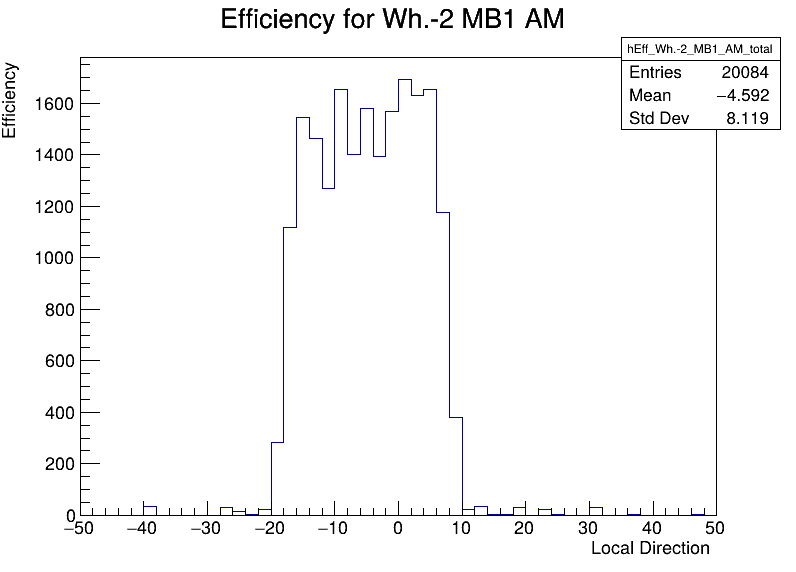 Efficiency for Wh.-2 MB1 AM
hEff_Wh.-2_MB1_AM_total
Entries 20084
Mean −4.592
Std Dev 8.119
Efficiency
1600
1400
1200
1000
800
600
400
200
0
−50 −40 −30 −20 −10 0 10 20 30 40 50
Local Direction